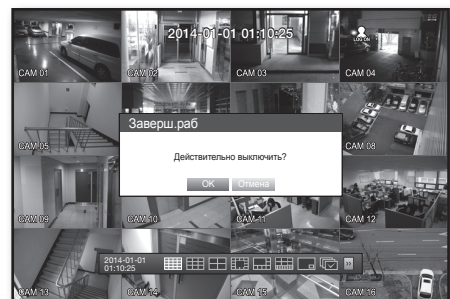 2014-01-01 01:10:25
LOG ON
CAM 01
CAM 02
CAM 03
CAM 04
Заверш.раб
CAM 05
CAM 08
Действительно выключить?
OK
Отмена
CAM 09
CAM 10
CAM 11
CAM 12
2014-01-01
01:10:25
CAM 13
CAM 14
CAM 15
CAM 16